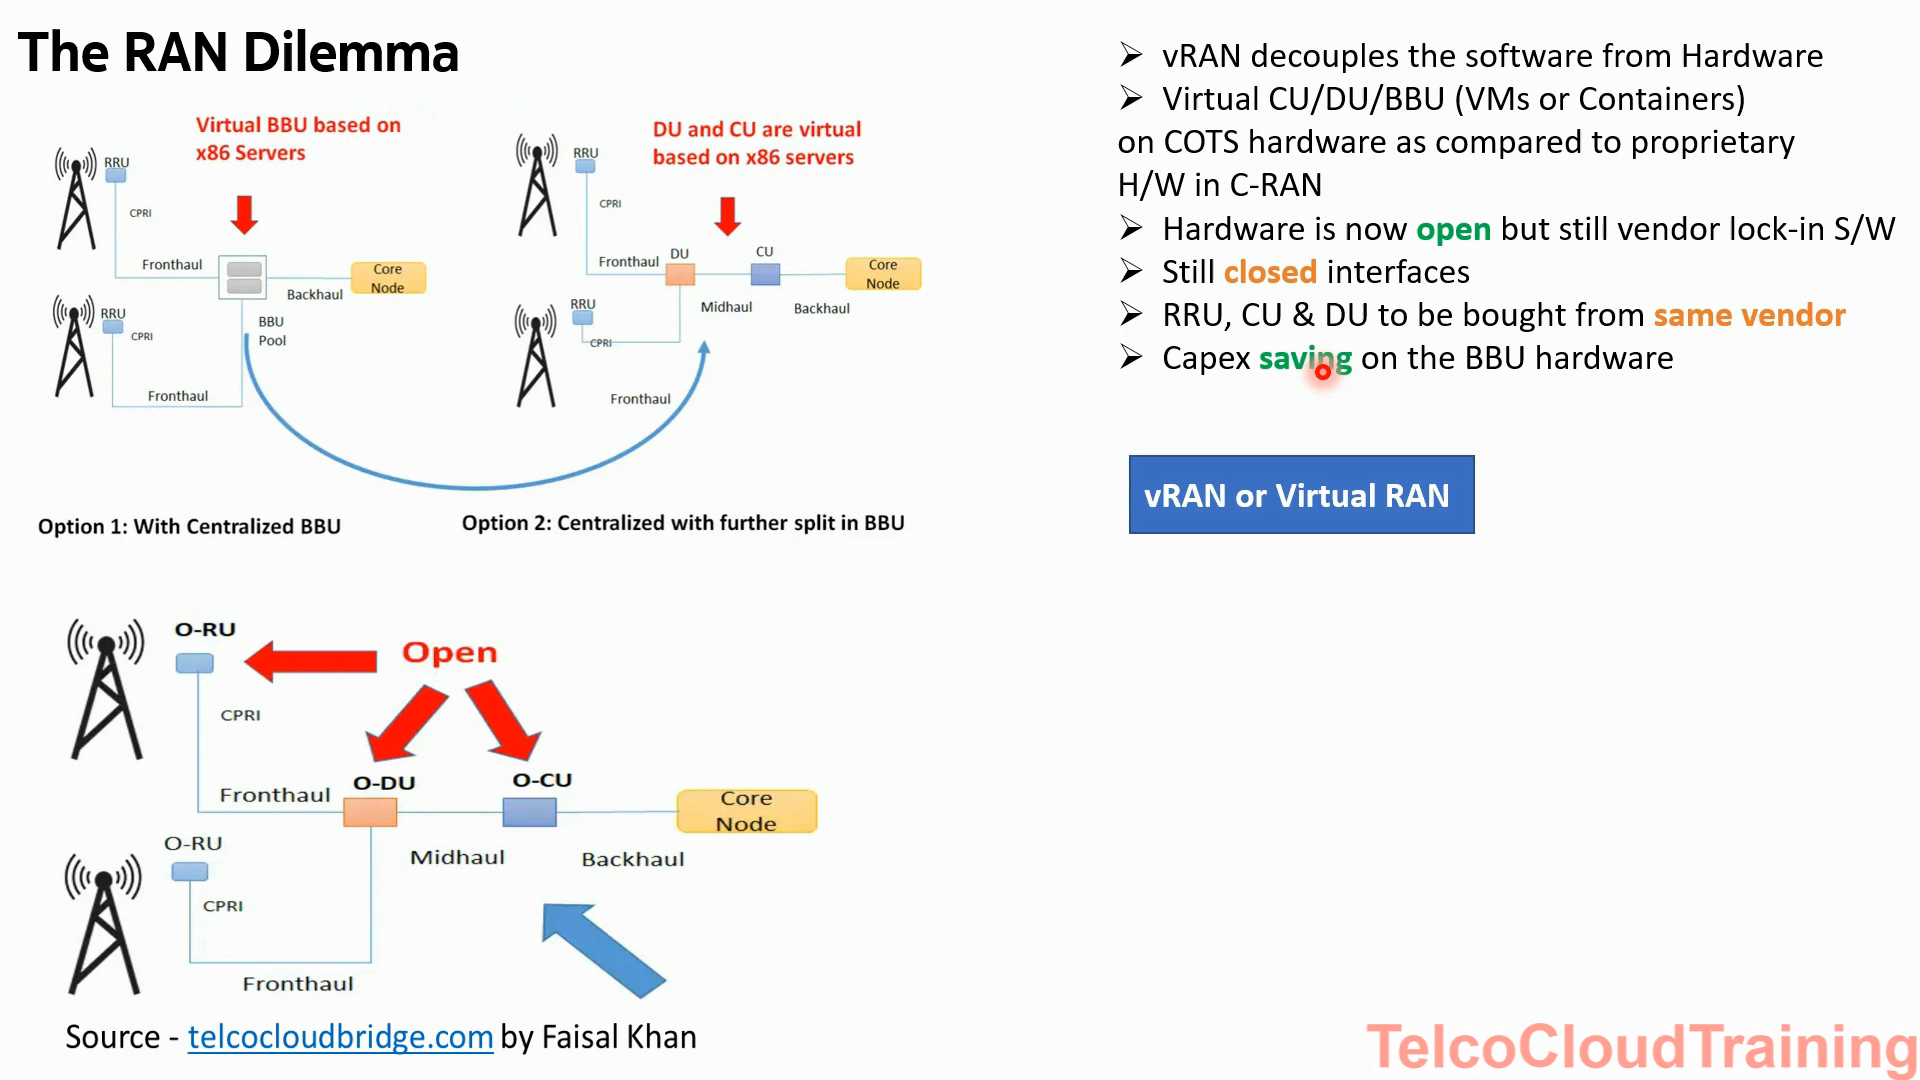 The RAN Dilemma
Virtual BBU based on
x86 Servers
RRU
CPRI
Fronthaul
Core
Node
Backhaul
RRU
CPRI
BBU
Pool
Fronthaul
Option 1: With Centralized BBU
DU and CU are virtual
based on x86 servers
RRU
CPRI
Fronthaul
DU
CU
Core
Node
RRU
Midhaul
Backhaul
CPRI
Fronthaul
Option 2: Centralized with further split in BBU
➢ vRAN decouples the software from Hardware
➢ Virtual CU/DU/BBU (VMs or Containers)
on COTS hardware as compared to proprietary
H/W in C-RAN
➢ Hardware is now open but still vendor lock-in S/W
➢ Still closed interfaces
➢ RRU, CU & DU to be bought from same vendor
➢ Capex saving on the BBU hardware
vRAN or Virtual RAN
O-RU
Open
CPRI
O-DU
O-CU
Fronthaul
Core
Node
O-RU
Midhaul
Backhaul
CPRI
Fronthaul
Source - telcocloudbridge.com by Faisal Khan
TelcoCloudTraining